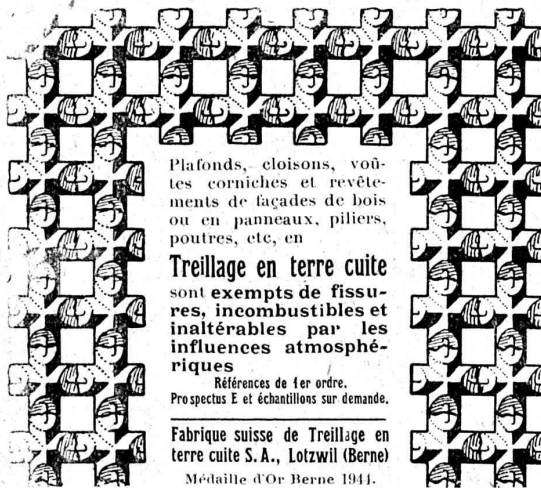 Plafonds, cloisons, voû-
tes corniches et revête-
ments de façades de bois
ou en panneaux, piliers,
poutres, etc, en
Treillage en terre cuite
sont exempts de fissu-
res, incombustibles et
inaltérables par les
influences atmosphé-
riques
Références de 1er ordre.
Prospectus E et échantillons sur demande.
Fabrique suisse de Treillage en
terre cuite S. A., Lotzwil (Berne)
Médaille d'Or Berne 1944.